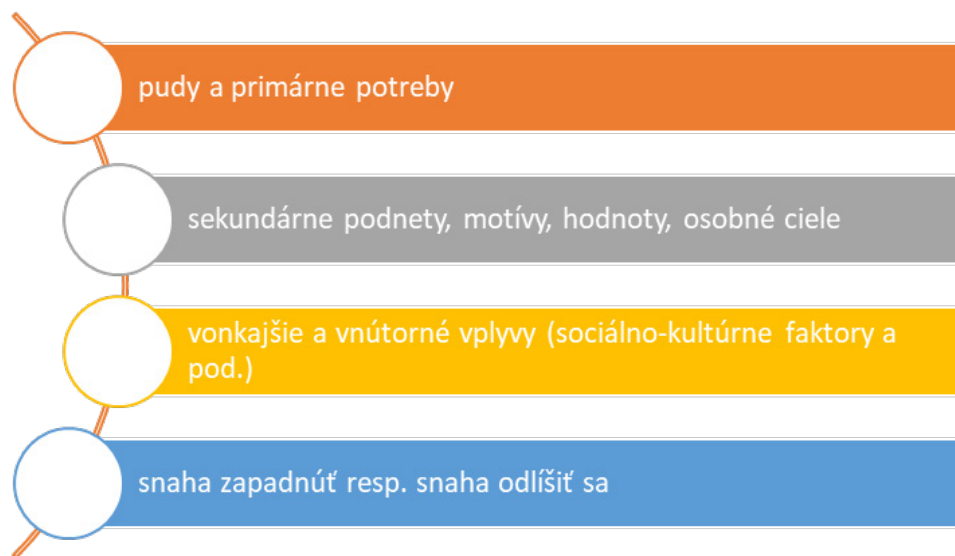 pudy a primárne potreby
sekundárne podnety, motívy, hodnoty, osobné ciele
vonkajšie a vnútorné vplyvy (sociálno-kultúrne faktory a
pod.)
snaha zapadnúť resp. snaha odlíšiť sa